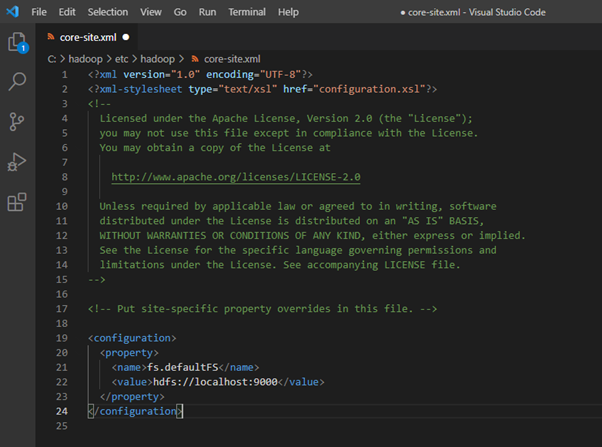 File Edit Selection View Go Run Terminal Help ● core-site.xml - Visual Studio Code
1
core-site.xml ●
C: > hadoop > etc > hadoop > core-site.xml
1 <?xml version="1.0" encoding="UTF-8"?>
2 <?xml-stylesheet type="text/xsl" href="configuration.xsl"?>
3 <!--
4 Licensed under the Apache License, Version 2.0 (the "License");
5 you may not use this file except in compliance with the License.
6 You may obtain a copy of the License at
7
8 http://www.apache.org/licenses/LICENSE-2.0
9
10 Unless required by applicable law or agreed to in writing, software
11 distributed under the License is distributed on an "AS IS" BASIS,
12 WITHOUT WARRANTIES OR CONDITIONS OF ANY KIND, either express or implied.
13 See the License for the specific language governing permissions and
14 limitations under the License. See accompanying LICENSE file.
15 -->
16
17 <!-- Put site-specific property overrides in this file. -->
18
19 <configuration>
20 <property>
21 <name>fs.defaultFS</name>
22 <value>hdfs://localhost:9000</value>
23 </property>
24 </configuration>
25